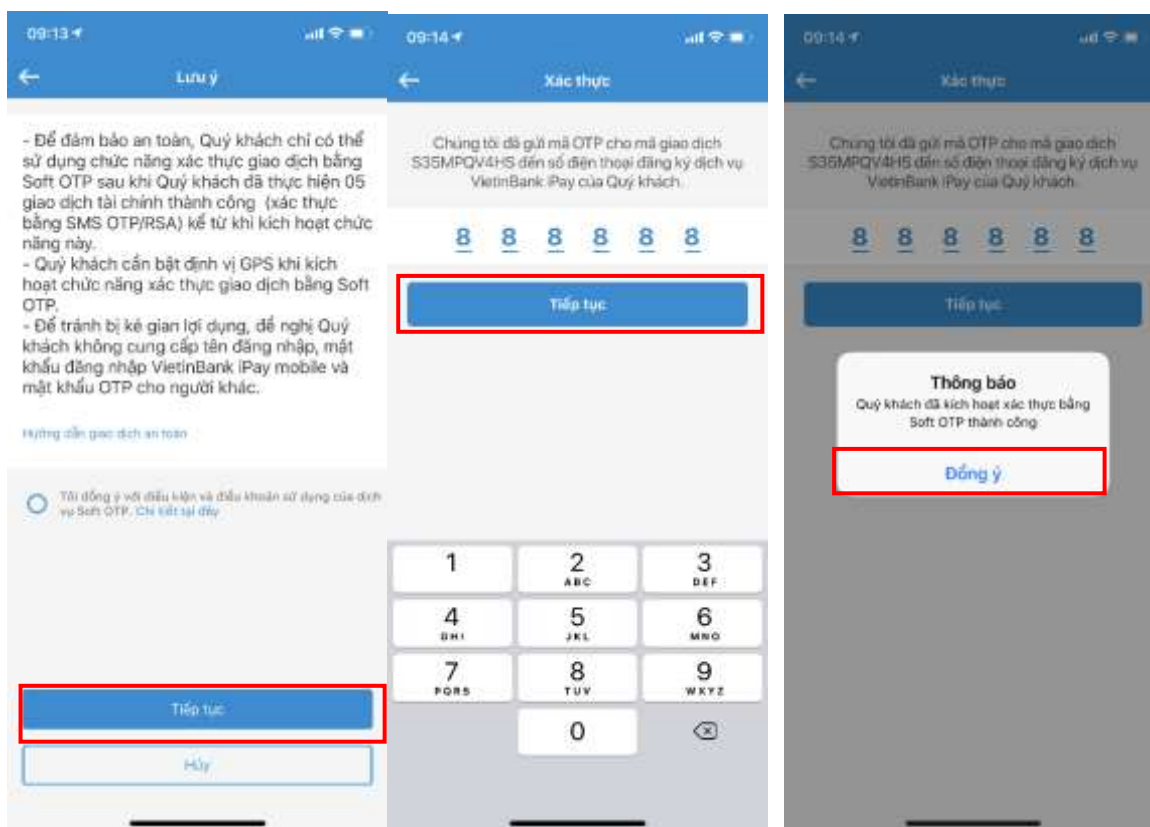 09:13
Lưu ý
- Để đảm bảo an toàn, Quý khách chỉ có thể
sử dụng chức năng xác thực giao dịch bằng
Soft OTP sau khi Quý khách đã thực hiện 05
giao dịch tài chính thành công (xác thực
bằng SMS OTP/RSA) kể từ khi kích hoạt chức
năng này.
- Quý khách cần bật định vị GPS khi kích
hoạt chức năng xác thực giao dịch bằng Soft
OTP.
- Để tránh bị kẻ gian lợi dụng, đề nghị Quý
khách không cung cấp tên đăng nhập, mật
khẩu đăng nhập VietinBank iPay mobile và
mật khẩu OTP cho người khác.
Hướng dẫn giao dịch an toàn
Tôi đồng ý với điều kiện và điều khoản sử dụng của dịch
vụ Soft OTP. Chi tiết tại đây
Tiếp tục
Hủy
09:14
Xác thực
Chúng tôi đã gửi mã OTP cho mã giao dịch
S35MPQV4HS đến số điện thoại đăng ký dịch vụ
VietinBank iPay của Quý khách.
8 8 8 8 8 8
Tiếp tục
1 2 3
ABC DEF
4 5 6
GHI JKL MNO
7 8 9
PQRS TUV WXYZ
0
09:14
Xác thực
Chúng tôi đã gửi mã OTP cho mã giao dịch
S35MPQV4HS đến số điện thoại đăng ký dịch vụ
VietinBank iPay của Quý khách.
8 8 8 8 8 8
Tiếp tục
Thông báo
Quý khách đã kích hoạt xác thực bằng
Soft OTP thành công
Đồng ý